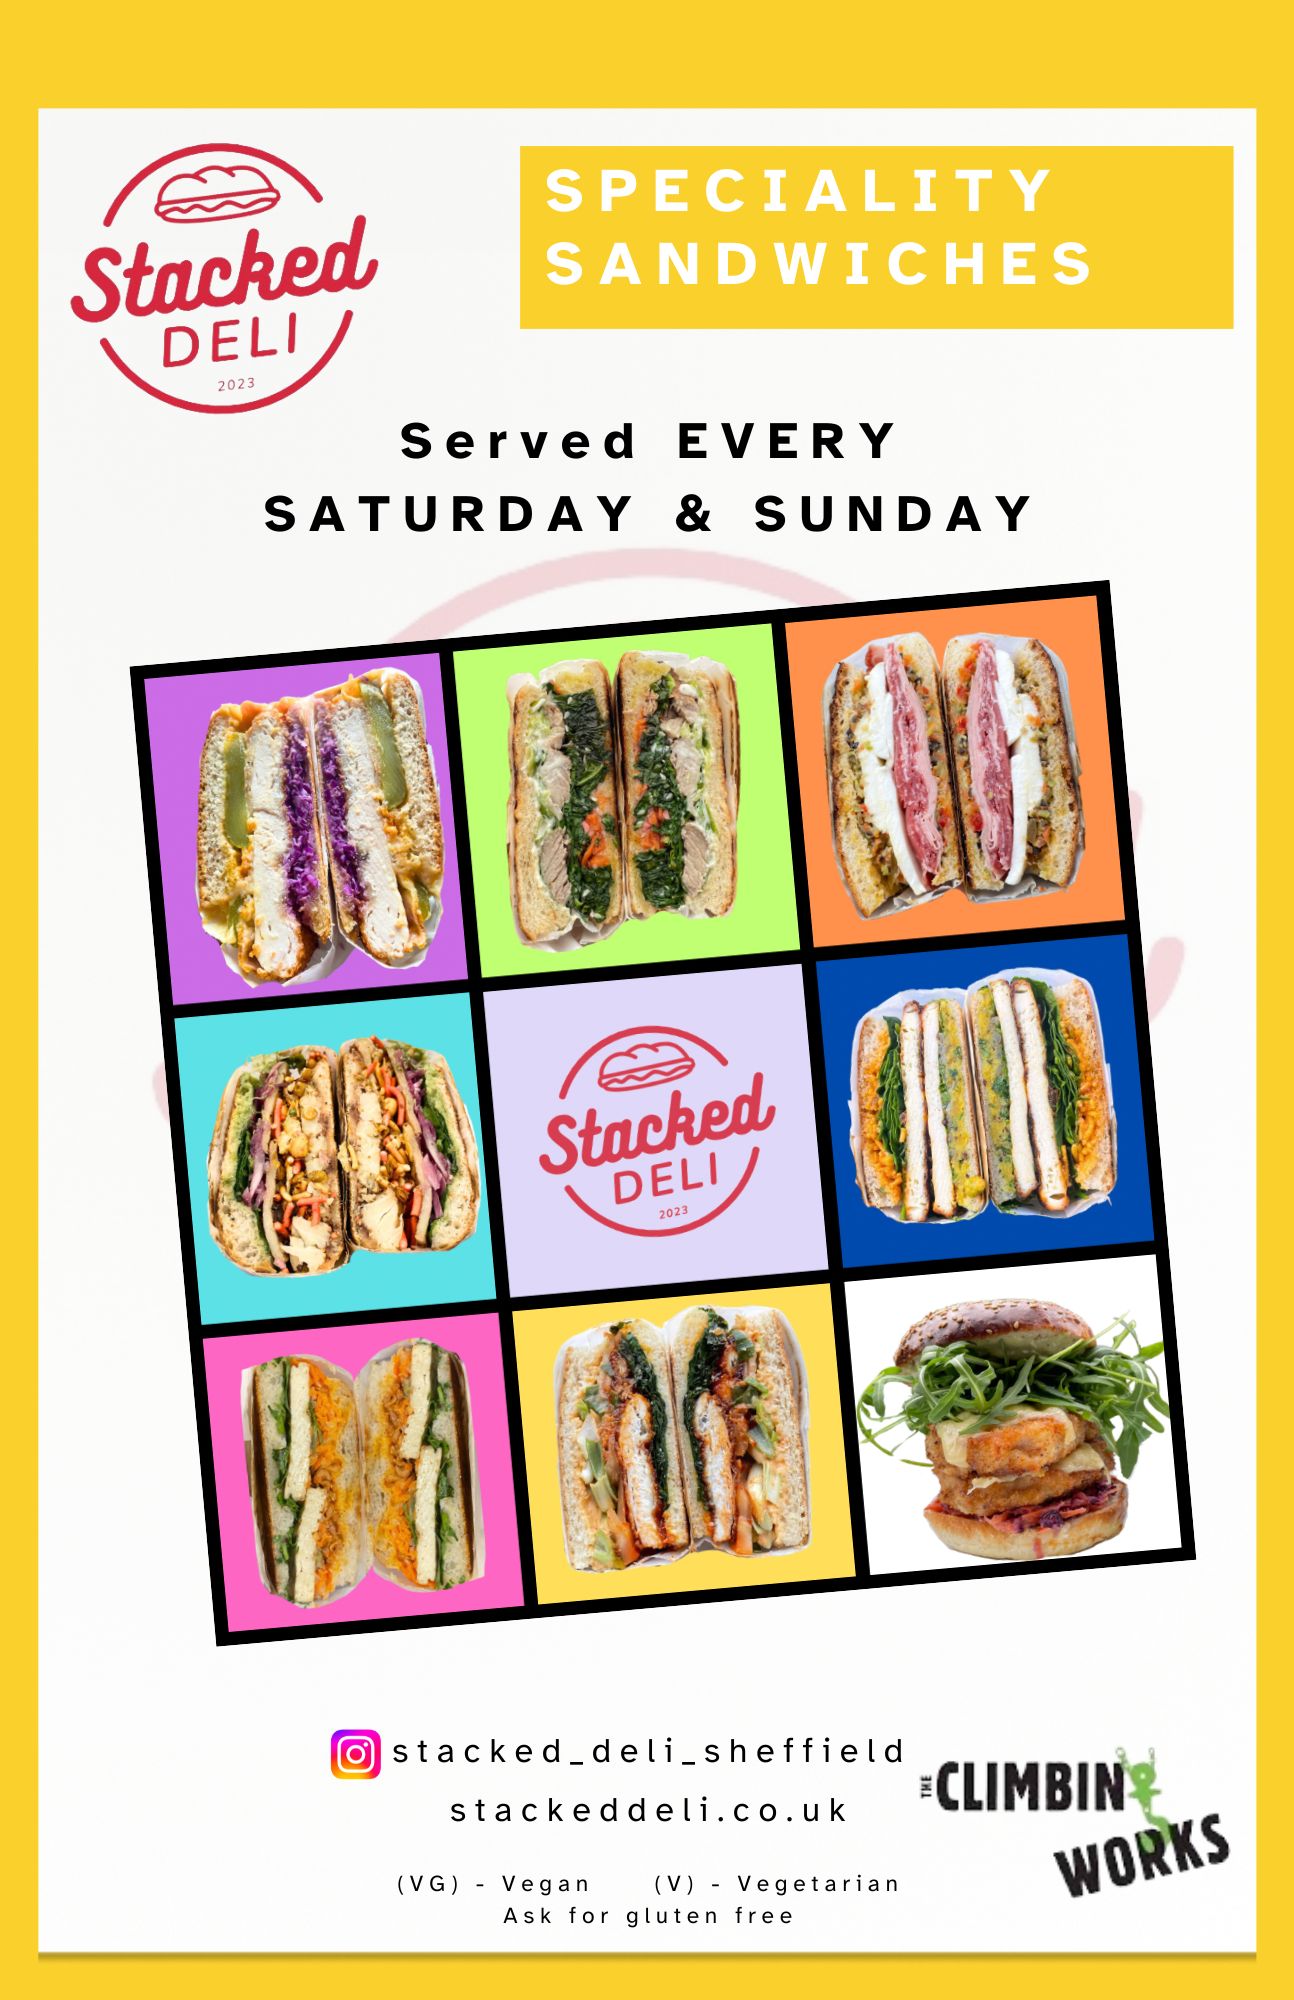 Stacked
DELI
2023
SPECIALITY
SANDWICHES
Served EVERY
SATURDAY & SUNDAY
Stacked
DELI
2023
stacked_deli_sheffield
stackeddeli.co.uk
THE CLIMBING
WORKS
(VG) - Vegan (V) - Vegetarian
Ask for gluten free